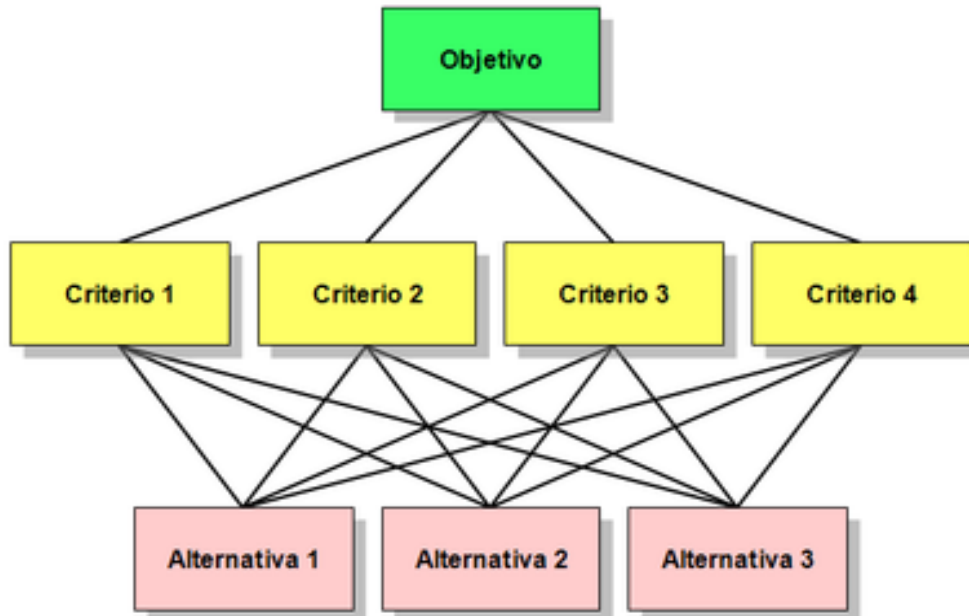 Objetivo
Criterio 1
Criterio 2
Criterio 3
Criterio 4
Alternativa 1
Alternativa 2
Alternativa 3